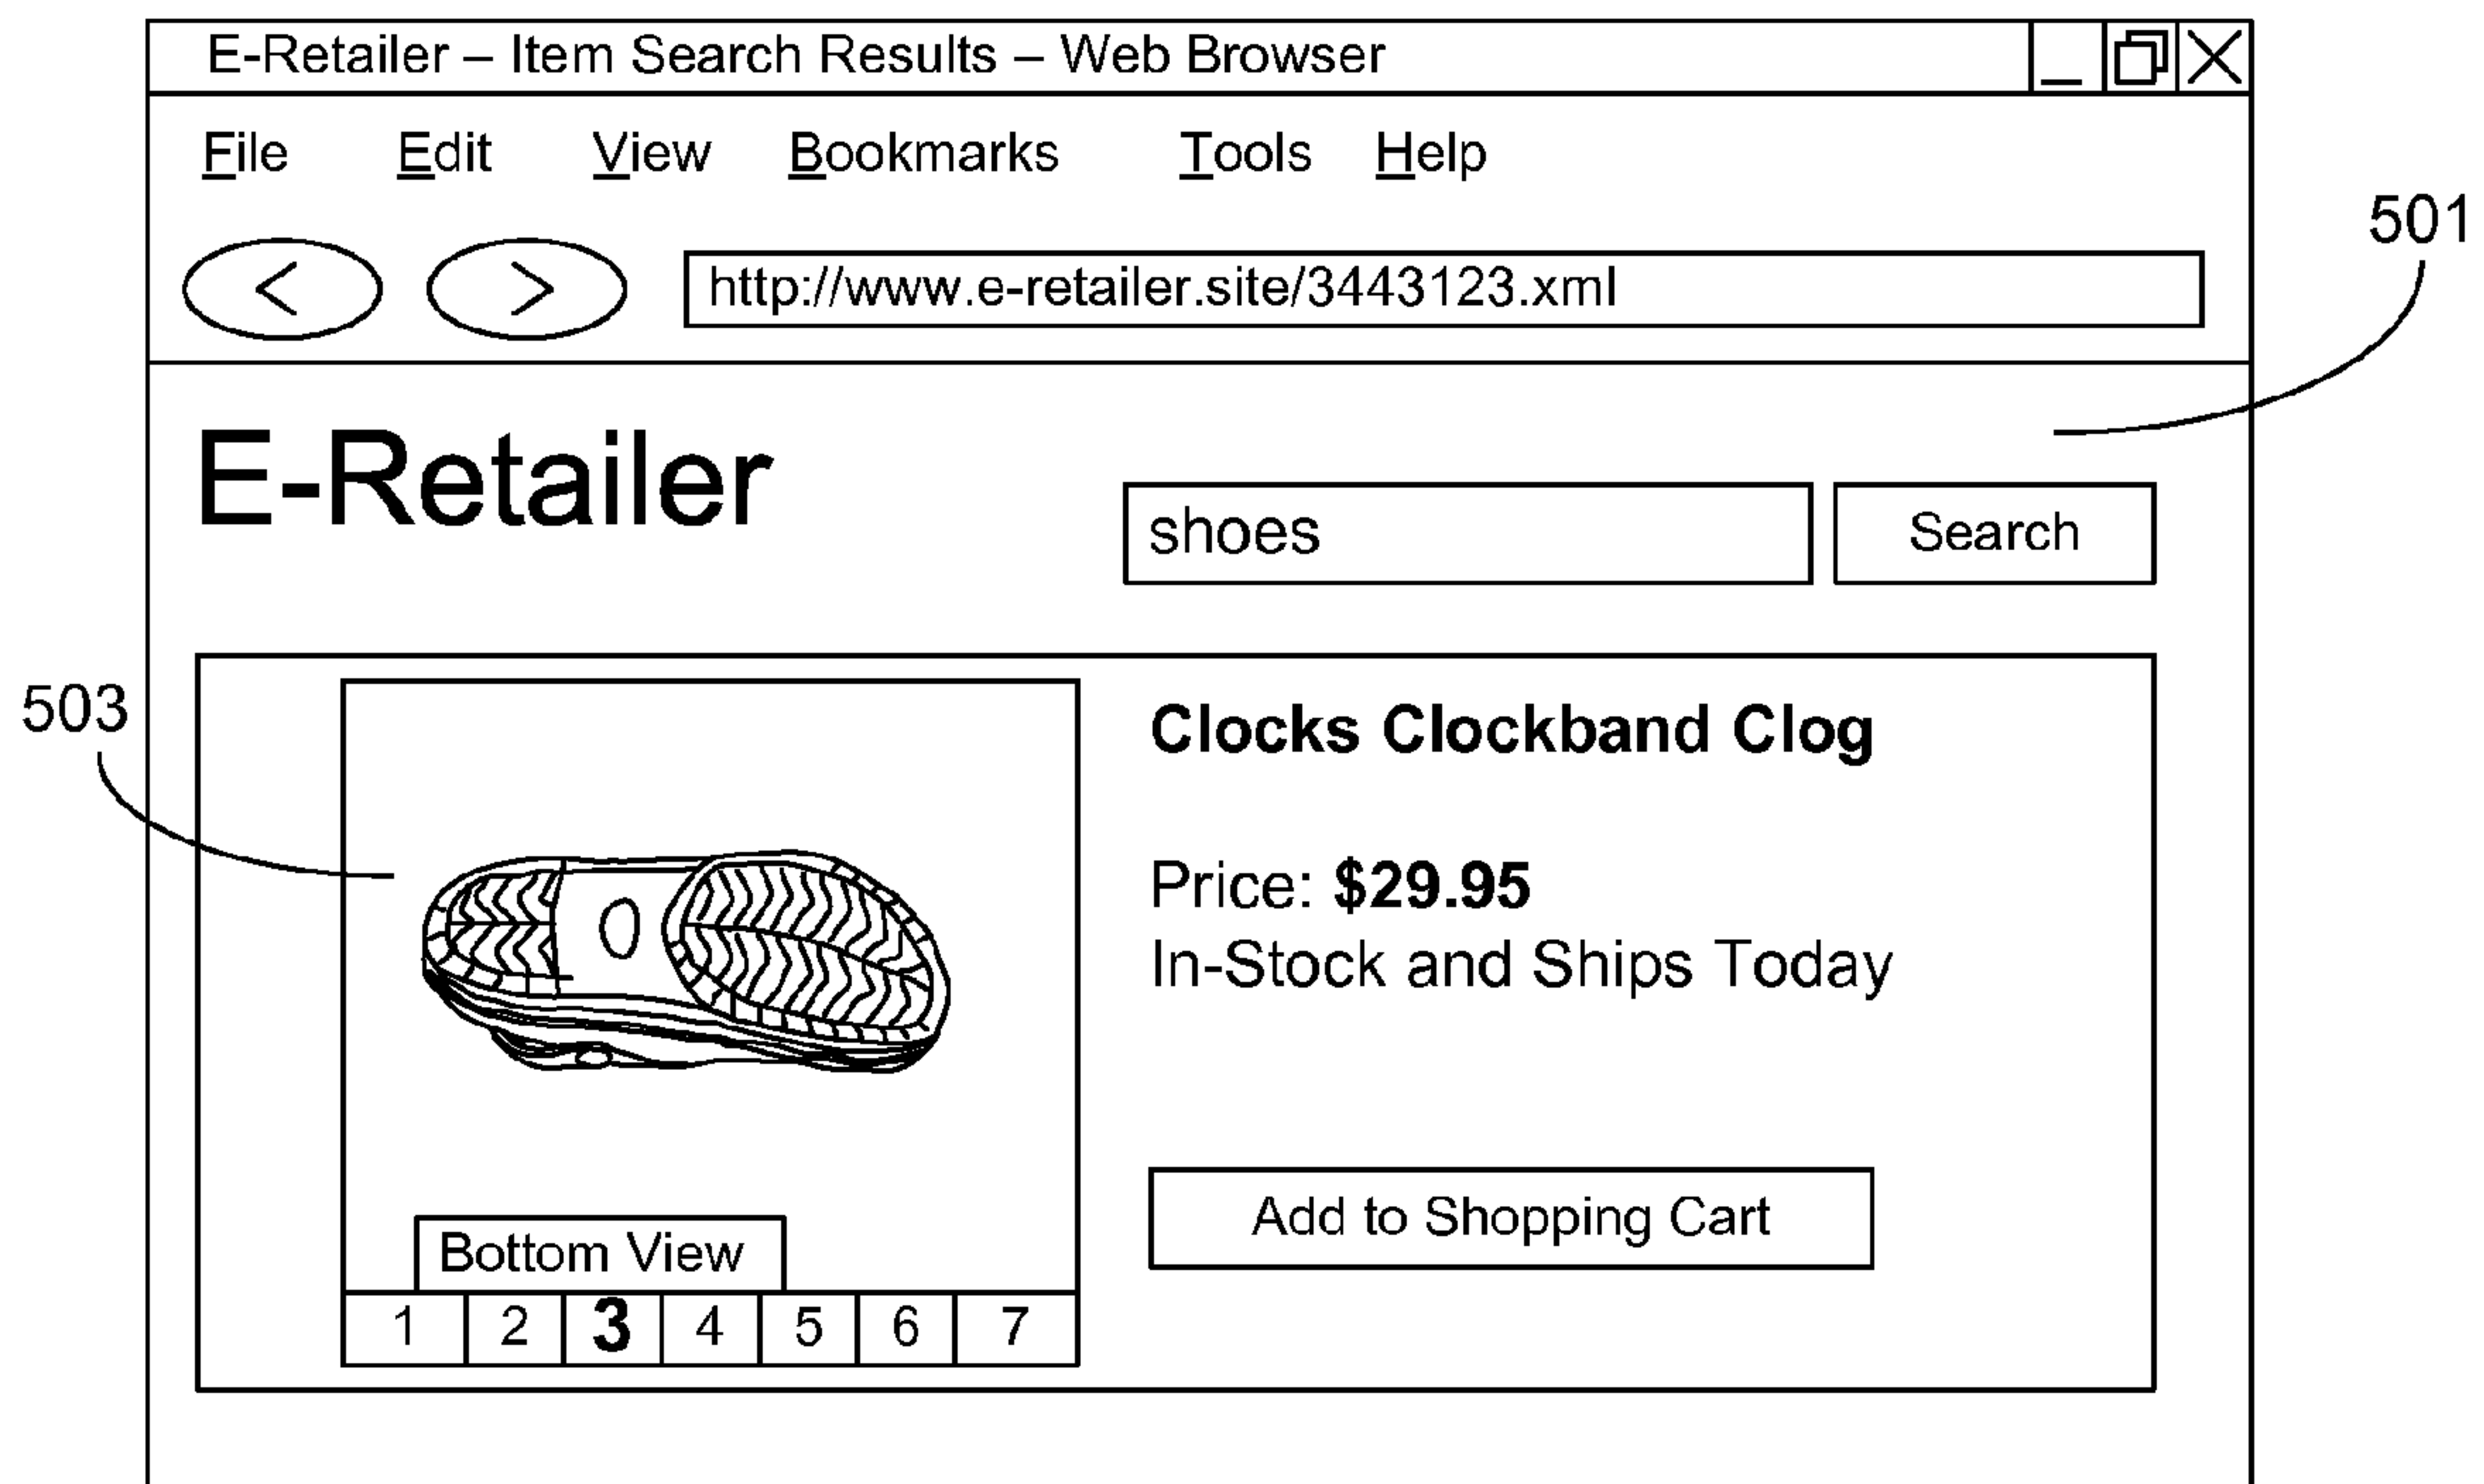 E-Retailer – Item Search Results – Web Browser
File Edit View Bookmarks Tools Help
501
< > http://www.e-retailer.site/3443123.xml
E-Retailer
shoes Search
503
Clocks Clockband Clog
Price: $29.95
In-Stock and Ships Today
Add to Shopping Cart
Bottom View
1 2 3 4 5 6 7